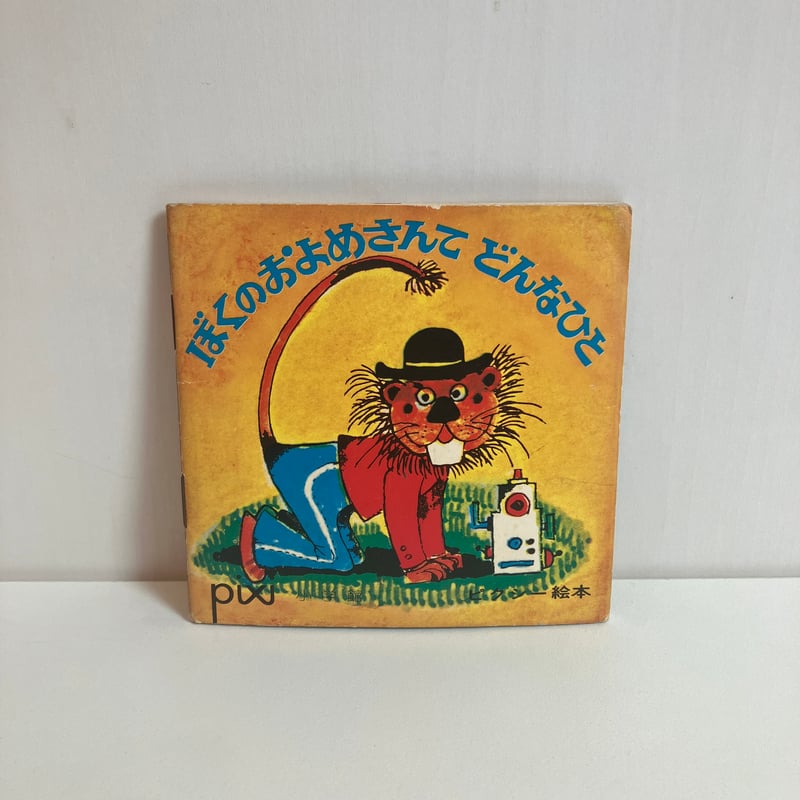 ぼくのおよめさんて どんなひと
pixi
ピクシー絵本